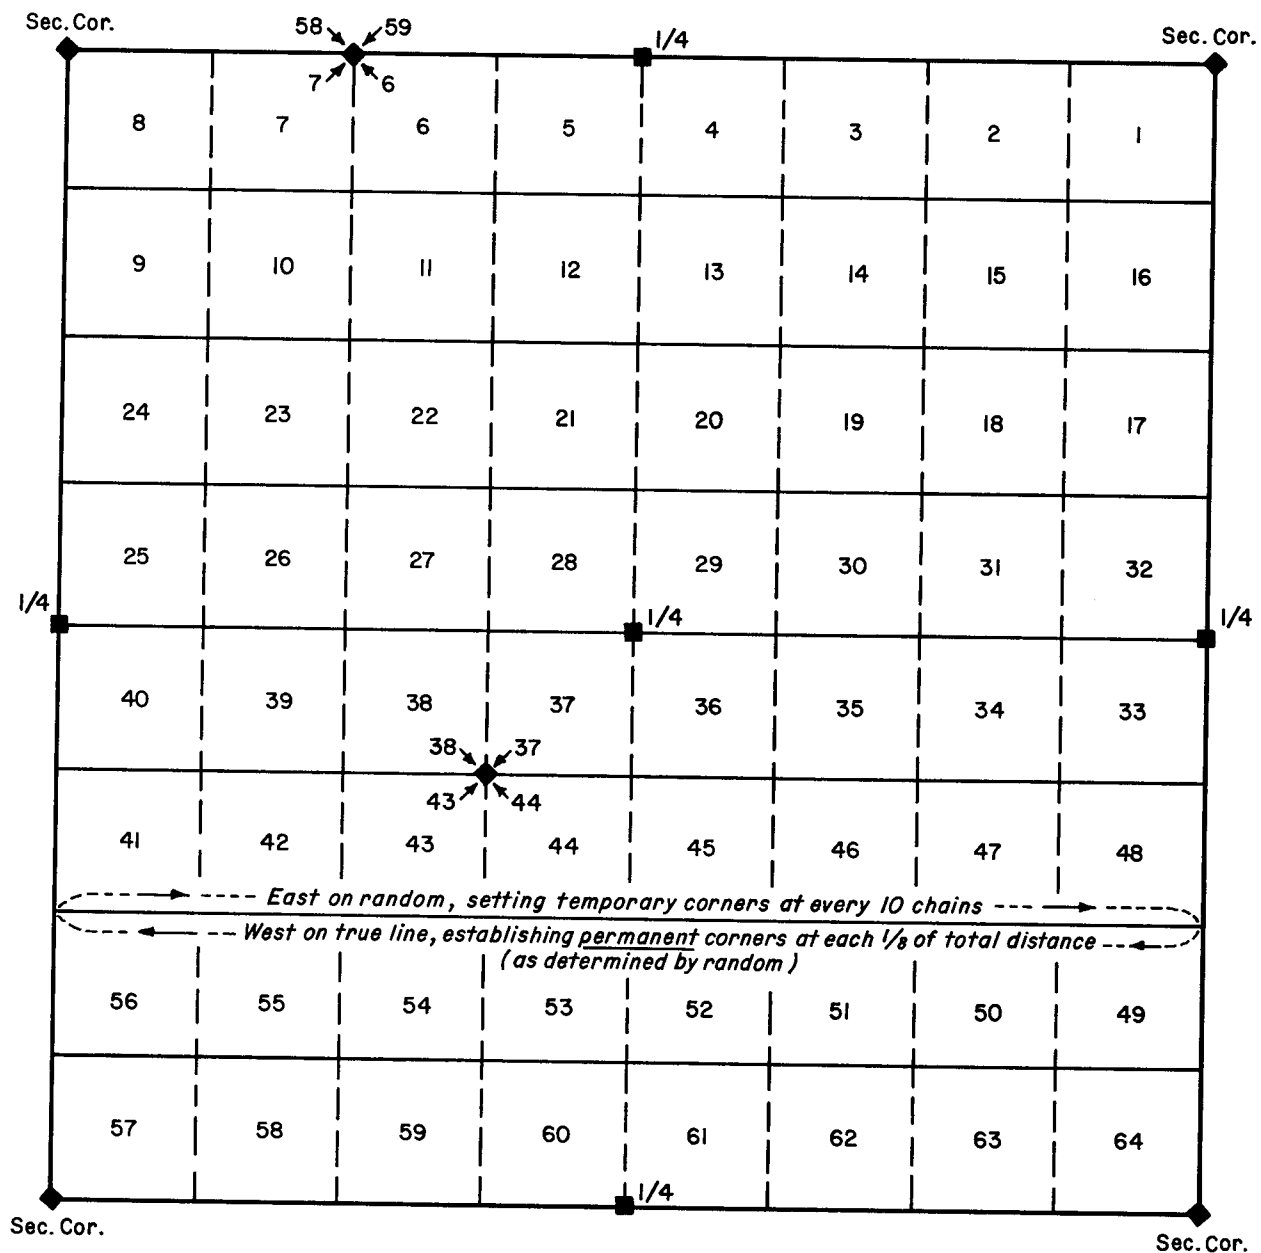 Sec. Cor.
58 59
1/4
Sec. Cor.
7 6
8 7 6 5 4 3 2 1
9 10 11 12 13 14 15 16
24 23 22 21 20 19 18 17
25 26 27 28 29 30 31 32
1/4 1/4 1/4
40 39 38 37 36 35 34 33
38 37
43 44
41 42 43 44 45 46 47 48
East on random, setting temporary corners at every 10 chains
West on true line, establishing permanent corners at each 1/8 of total distance
(as determined by random)
56 55 54 53 52 51 50 49
57 58 59 60 61 62 63 64
1/4
Sec. Cor.
Sec. Cor.